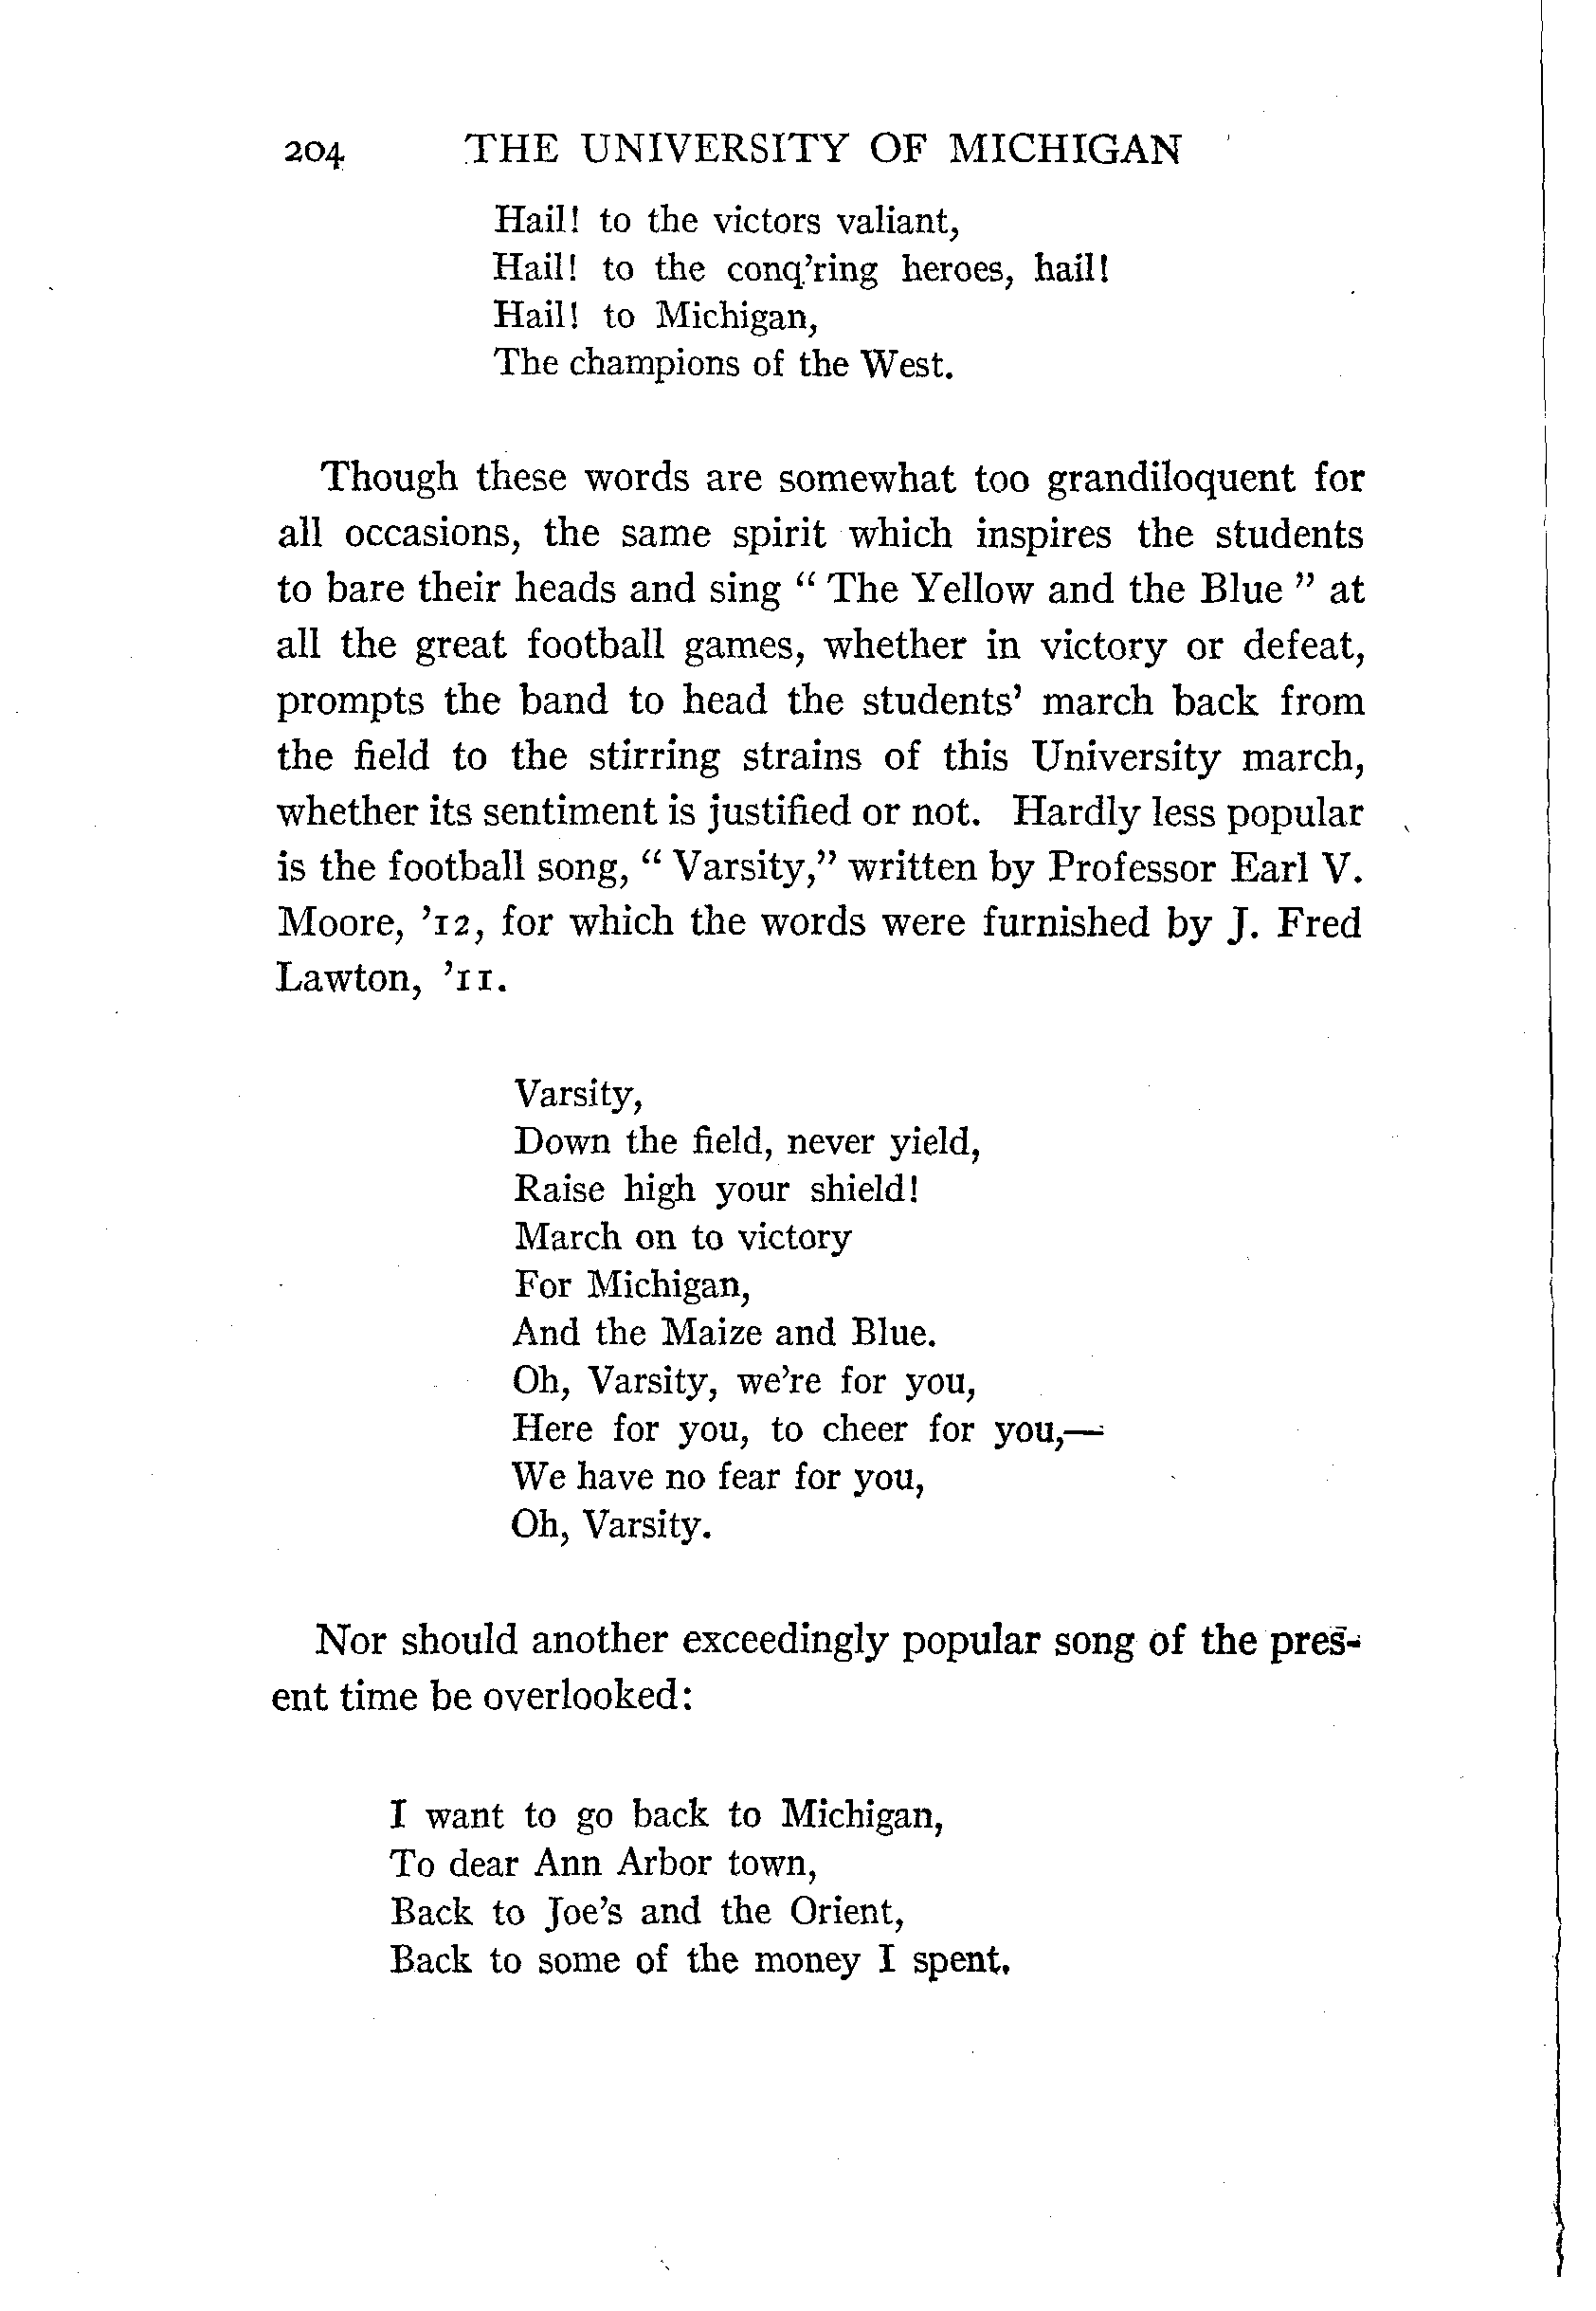 204 THE UNIVERSITY OF MICHIGAN
Hail! to the victors valiant,
Hail! to the conq'ring heroes, hail!
Hail! to Michigan,
The champions of the West.
Though these words are somewhat too grandiloquent for
all occasions, the same spirit which inspires the students
to bare their heads and sing “ The Yellow and the Blue ” at
all the great football games, whether in victory or defeat,
prompts the band to head the students’ march back from
the field to the stirring strains of this University march,
whether its sentiment is justified or not. Hardly less popular
is the football song, “ Varsity,” written by Professor Earl V.
Moore, ’12, for which the words were furnished by J. Fred
Lawton, ’11.
Varsity,
Down the field, never yield,
Raise high your shield!
March on to victory
For Michigan,
And the Maize and Blue.
Oh, Varsity, we’re for you,
Here for you, to cheer for you,—
We have no fear for you,
Oh, Varsity.
Nor should another exceedingly popular song of the pres-
ent time be overlooked:
I want to go back to Michigan,
To dear Ann Arbor town,
Back to Joe’s and the Orient,
Back to some of the money I spent.